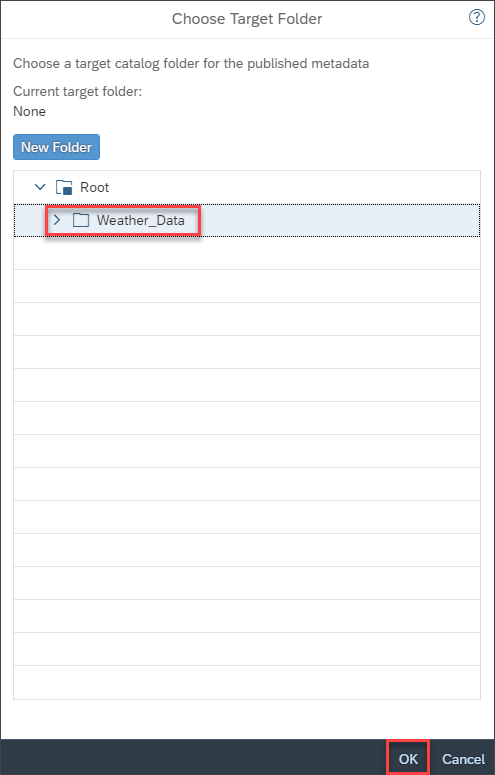 Choose Target Folder
?
Choose a target catalog folder for the published metadata
Current target folder:
None
New Folder
Root
Weather_Data
OK Cancel